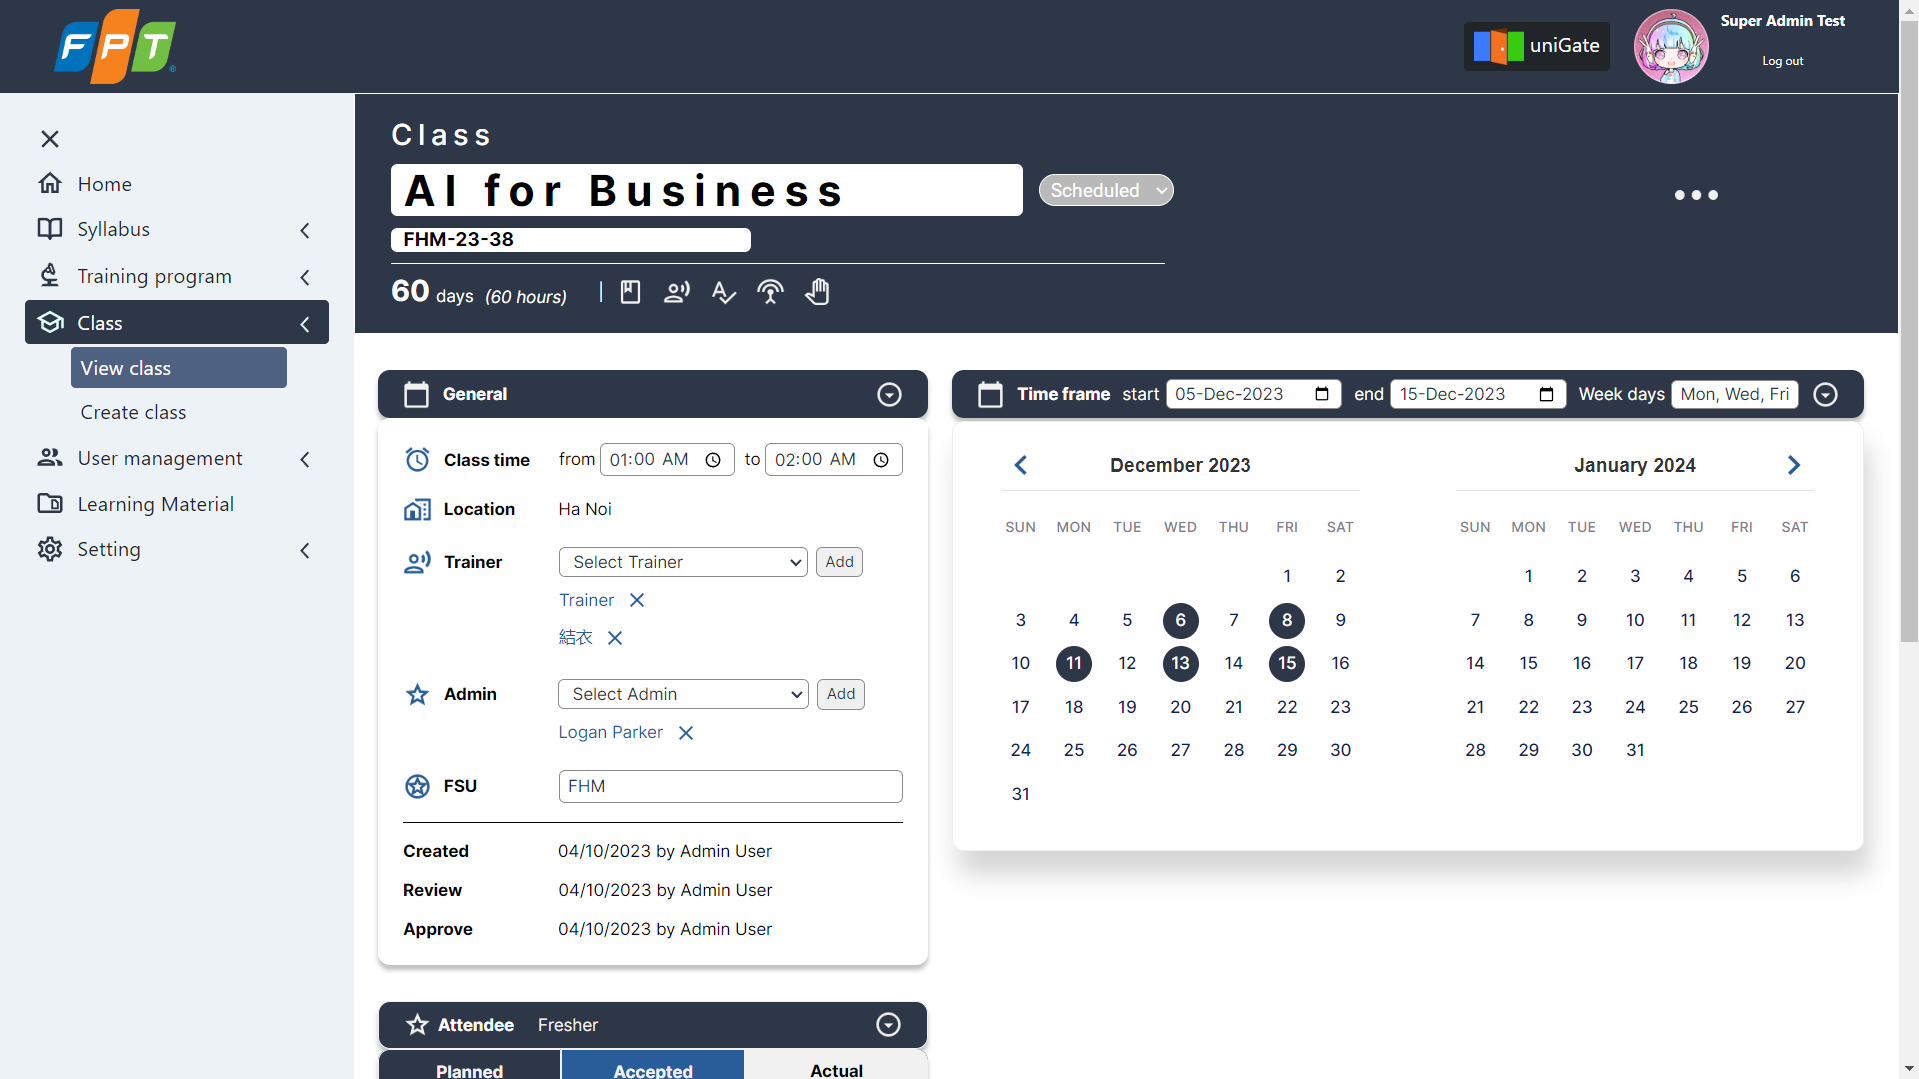 FPT
uniGate
Super Admin Test
Log out
Home
Syllabus
Training program
Class
View class
Create class
User management
Learning Material
Setting
Class
AI for Business
Scheduled
FHM-23-38
60 days (60 hours)
General
Class time from 01:00 AM to 02:00 AM
Location Ha Noi
Trainer Select Trainer Add
Trainer
結衣
Admin Select Admin Add
Logan Parker
FSU FHM
Created 04/10/2023 by Admin User
Review 04/10/2023 by Admin User
Approve 04/10/2023 by Admin User
Time frame start 05-Dec-2023 end 15-Dec-2023 Week days Mon, Wed, Fri
December 2023
SUN MON TUE WED THU FRI SAT
1 2
3 4 5 6 7 8 9
10 11 12 13 14 15 16
17 18 19 20 21 22 23
24 25 26 27 28 29 30
31
January 2024
SUN MON TUE WED THU FRI SAT
1 2 3 4 5 6
7 8 9 10 11 12 13
14 15 16 17 18 19 20
21 22 23 24 25 26 27
28 29 30 31
Attendee Fresher
Planned Accepted Actual